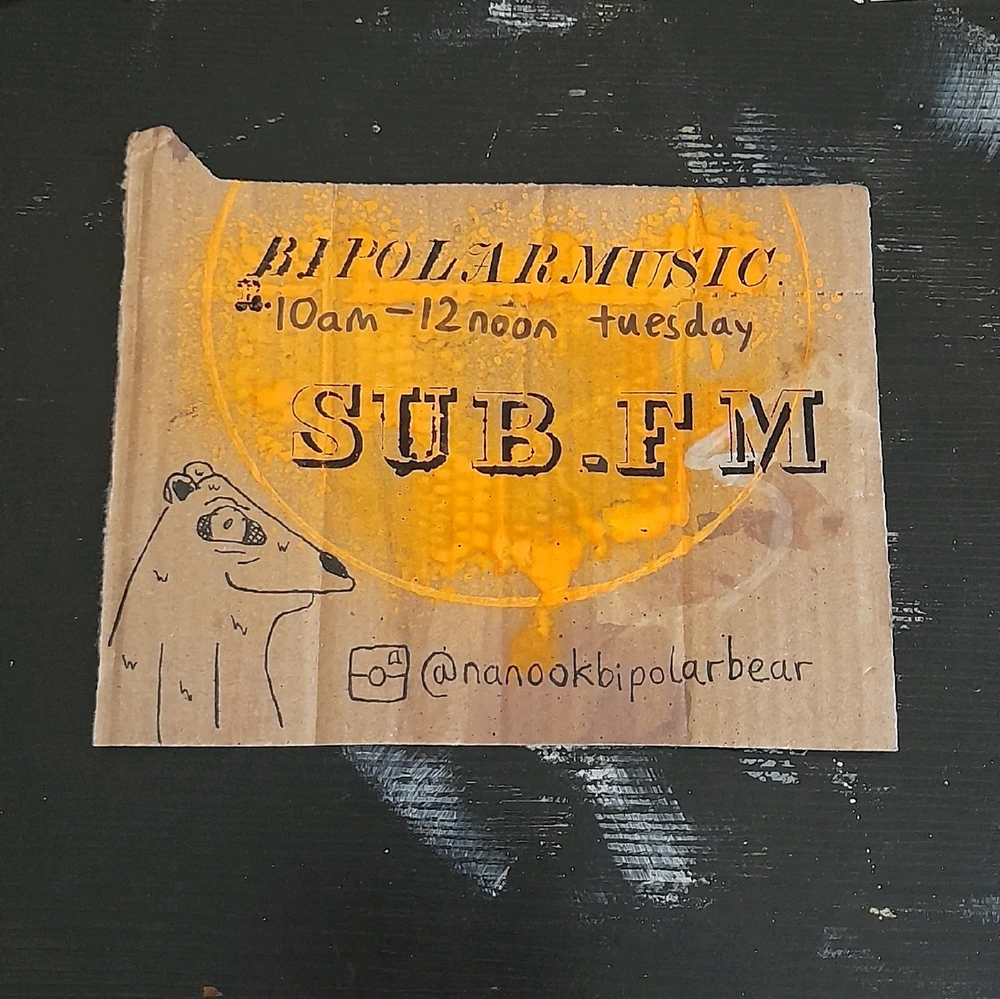 BIPOLARMUSIC
10am-12noon tuesday
SUB.FM
@nanookbipolarbear